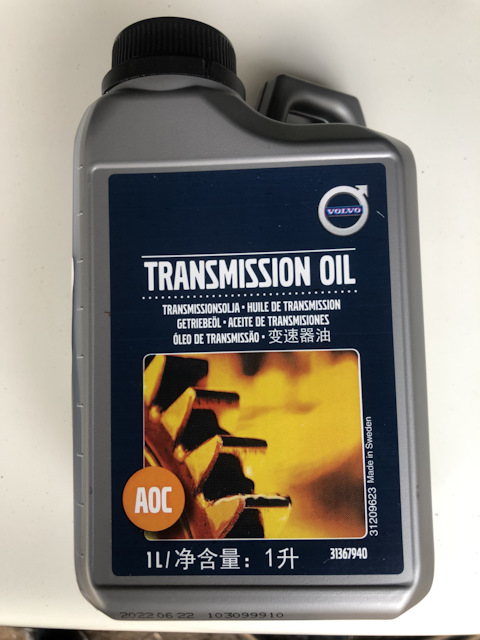 VOLVO
TRANSMISSION OIL
TRANSMISSIONSOLJA • HUILE DE TRANSMISSION
GETRIEBEÖL • ACEITE DE TRANSMISIONES
ÓLEO DE TRANSMISSÃO • 变速器油
AOC
31209623 Made in Sweden
1L/净含量：1升
31367940
2022 06 22 103099910